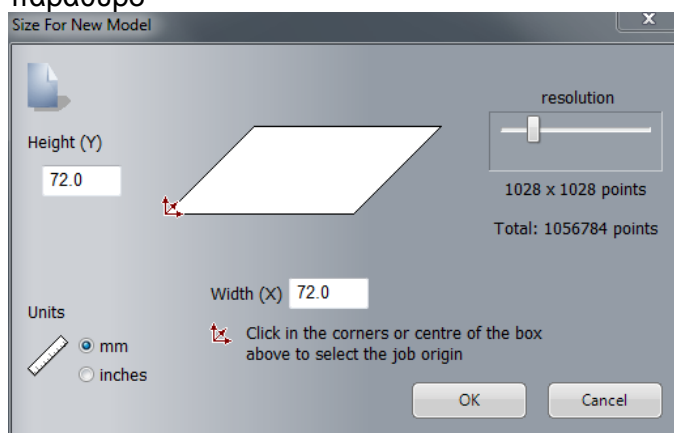 παράθυρο
Size For New Model
x
resolution
Height (Y)
72.0
1028 x 1028 points
Total: 1056784 points
Width (X) 72.0
Units
Click in the corners or centre of the box
above to select the job origin
mm
inches
OK
Cancel